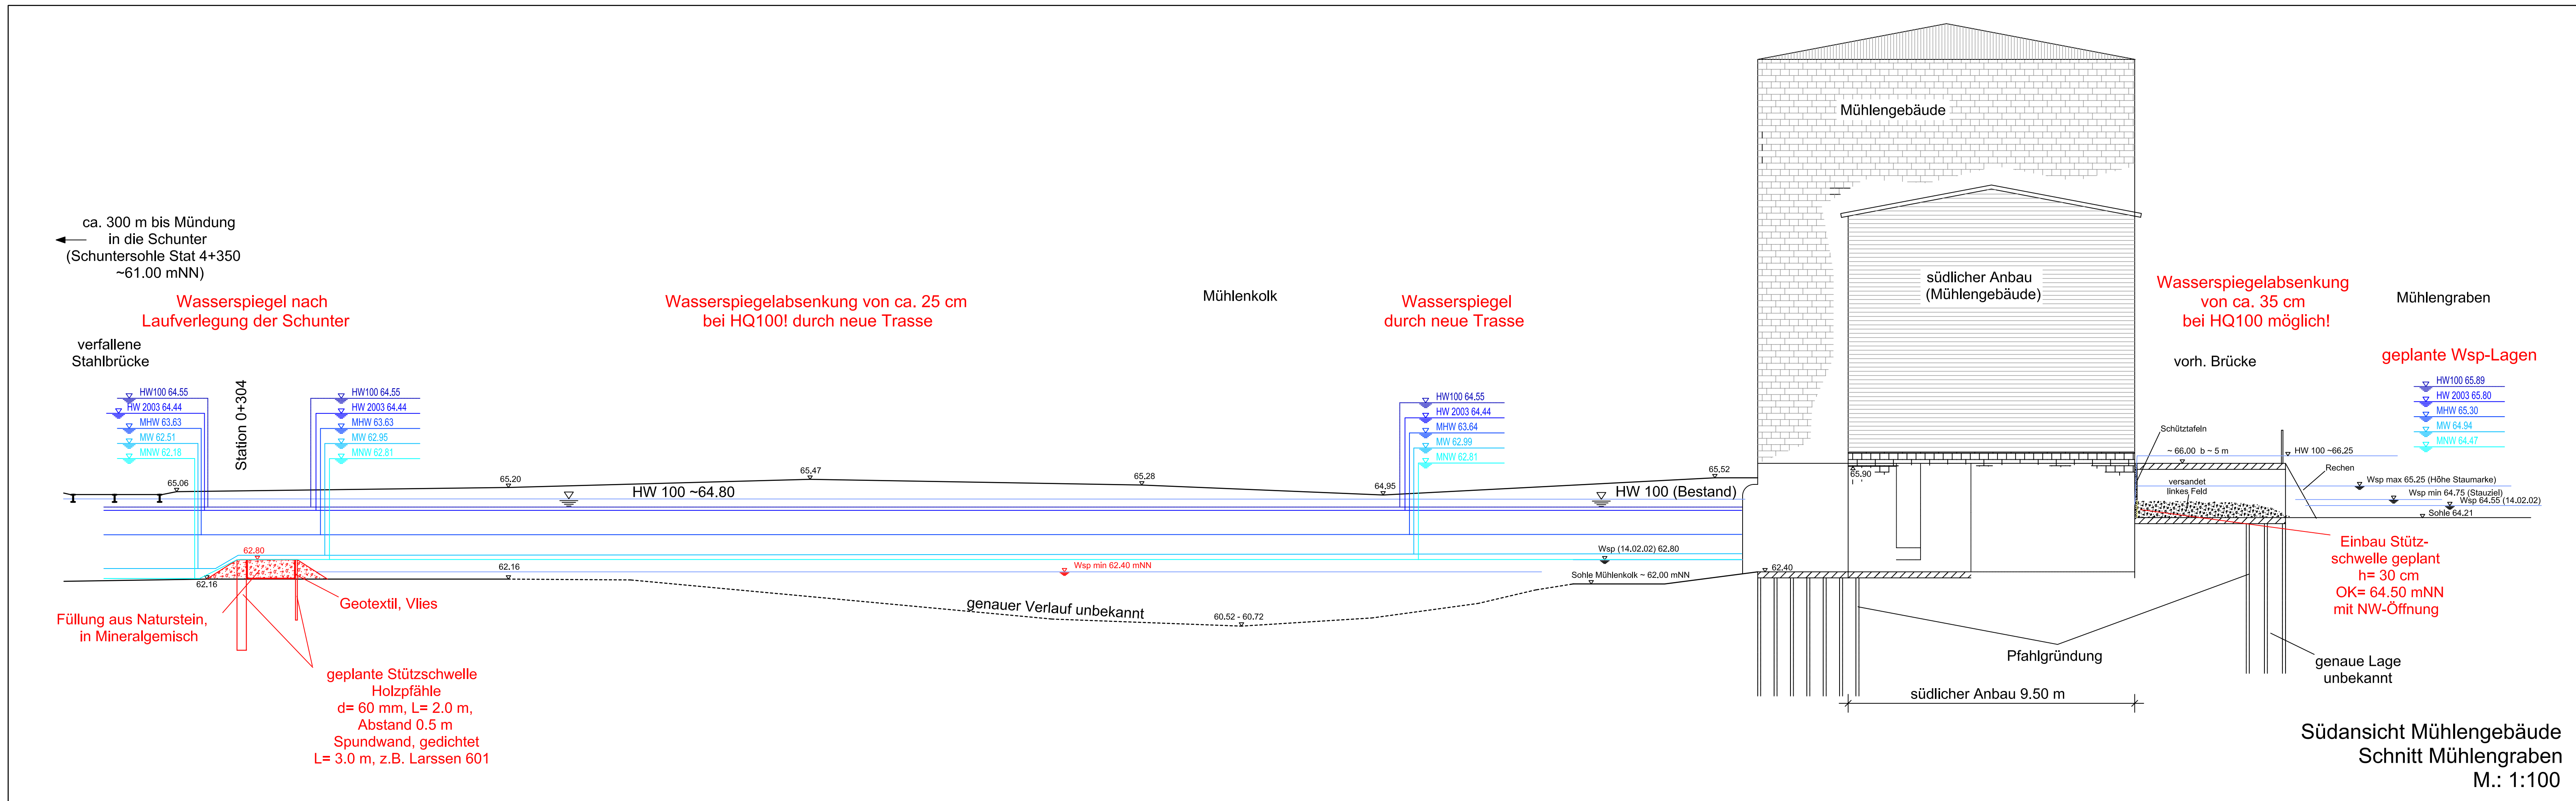 ca. 300 m bis Mündung
in die Schunter
(Schuntersohle Stat 4+350
~61.00 mNN)
Wasserspiegel nach
Laufverlegung der Schunter
verfallene
Stahlbrücke
HW100 64.55
HW 2003 64.44
MHW 63.63
MW 62.51
MNW 62.18
Station 0+304
HW100 64.55
HW 2003 64.44
MHW 63.63
MW 62.95
MNW 62.81
Wasserspiegelabsenkung von ca. 25 cm
bei HQ100! durch neue Trasse
Mühlenkolk
Wasserspiegel
durch neue Trasse
HW100 64.55
HW 2003 64.44
MHW 63.64
MW 62.99
MNW 62.81
65.06
65.20
65.47
65.28
64.95
65.52
HW 100 ~64.80
HW 100 (Bestand)
62.80
62.16
62.16
Wsp min 62.40 mNN
Wsp (14.02.02) 62.80
Sohle Mühlenkolk ~ 62.00 mNN
62.40
genauer Verlauf unbekannt
60.52 - 60.72
Füllung aus Naturstein,
in Mineralgemisch
Geotextil, Vlies
geplante Stützschwelle
Holzpfähle
d= 60 mm, L= 2.0 m,
Abstand 0.5 m
Spundwand, gedichtet
L= 3.0 m, z.B. Larssen 601
Mühlengebäude
südlicher Anbau
(Mühlengebäude)
65.90
Pfahlgründung
südlicher Anbau 9.50 m
Wasserspiegelabsenkung
von ca. 35 cm
bei HQ100 möglich!
vorh. Brücke
Mühlengraben
geplante Wsp-Lagen
HW100 65.89
HW 2003 65.80
MHW 65,30
MW 64.94
MNW 64.47
Schütztafeln
~ 66.00 b ~ 5 m
HW 100 ~66.25
Rechen
versandet
linkes Feld
Wsp max 65.25 (Höhe Staumarke)
Wsp min 64.75 (Stauziel)
Wsp 64.55 (14.02.02)
Sohle 64.21
Einbau Stütz-
schwelle geplant
h= 30 cm
OK= 64.50 mNN
mit NW-Öffnung
genaue Lage
unbekannt
Südansicht Mühlengebäude
Schnitt Mühlengraben
M.: 1:100